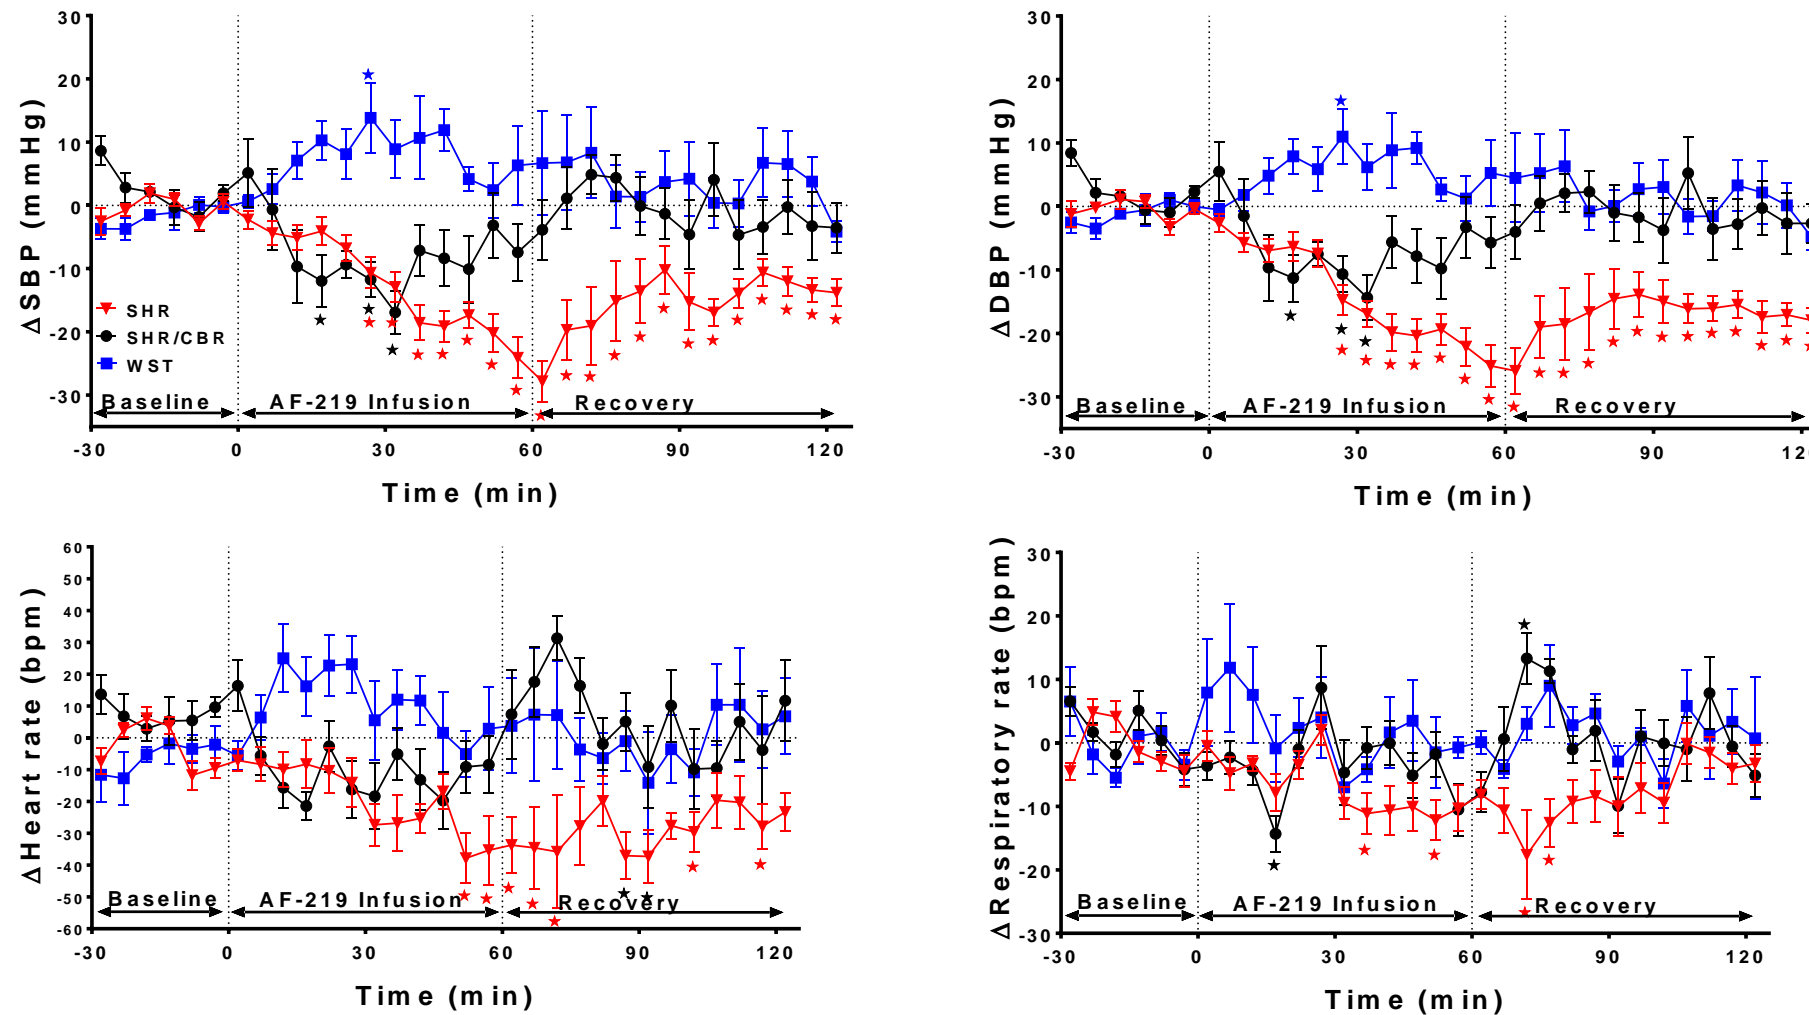 30
20
10
0
-10
-20
-30
ΔSBP (mmHg)
SHR
SHR/CBR
WST
Baseline
AF-219 Infusion
Recovery
-30
0
30
60
90
120
Time (min)
30
20
10
0
-10
-20
-30
ΔDBP (mmHg)
Baseline
AF-219 Infusion
Recovery
-30
0
30
60
90
Time (min)
60
50
40
30
20
10
0
-10
-20
-30
-40
-50
-60
ΔHeart rate (bpm)
Baseline
AF-219 Infusion
Recovery
-30
0
30
60
90
120
Time (min)
30
20
10
0
-10
-20
-30
ΔRespiratory rate (bpm)
Baseline
AF-219 Infusion
Recovery
-30
0
30
60
90
120
Time (min)